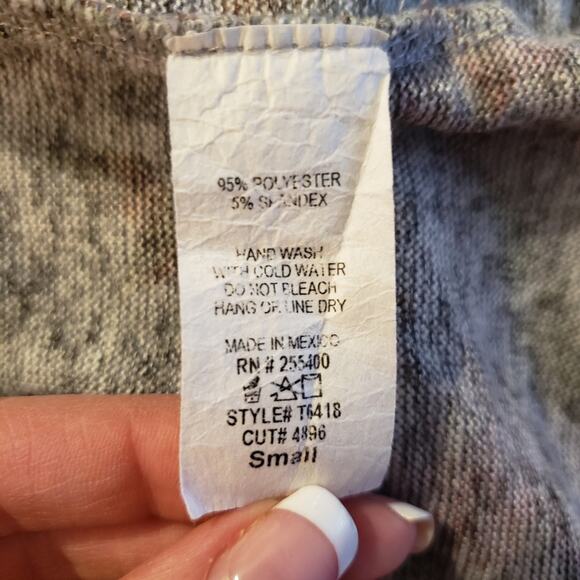 95% POLYESTER
5% SPANDEX
HAND WASH
WITH COLD WATER
DO NOT BLEACH
HANG OR LINE DRY
MADE IN MEXICO
RN # 255400
STYLE# T6418
CUT# 4896
Small